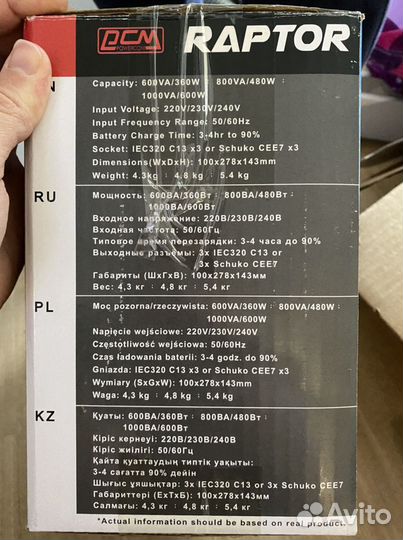 PCM RAPTOR
POWERCOM
N
Capacity: 600VA/360W : 800VA/480W :
1000VA/600W
Input Voltage: 220V/230V/240V
Input Frequency Range: 50/60Hz
Battery Charge Time: 3-4hr to 90%
Socket: IEC320 C13 x3 or Schuko CEE7 x3
Dimensions(WxDxH): 100x278x143mm
Weight: 4.3kg : 4,8 kg : 5.4 kg
RU
Мощность: 600ВА/360Вт : 800ВА/480Вт :
1000ВА/600Вт
Входное напряжение: 220В/230В/240В
Входная частота: 50/60Гц
Типовое время перезарядки: 3-4 часа до 90%
Выходные разъемы: 3x IEC320 C13 or
3x Schuko CEE7
Габариты (ШxГxВ): 100x278x143мм
Вес: 4,3 кг : 4,8 кг : 5,4 кг
PL
Moc pozorna/rzeczywista: 600VA/360W : 800VA/480W :
1000VA/600W
Napięcie wejściowe: 220V/230V/240V
Częstotliwość wejściowa: 50/60Hz
Czas ładowania baterii: 3-4 godz. do 90%
Gniazda: IEC320 C13 x3 or Schuko CEE7 x3
Wymiary (SxGxW): 100x278x143mm
Waga: 4,3 kg : 4,8 kg : 5,4 kg
KZ
Қуаты: 600ВА/360Вт : 800ВА/480Вт :
1000ВА/600Вт
Кіріс кернеуі: 220В/230В/240В
Кіріс жиілігі: 50/60Гц
Қайта қуаттаудың типтік уақыты:
3-4 сағатта 90% дейін
Шығыс ұяшықтар: 3x IEC320 C13 or 3x Schuko CEE7
Габариттері (ЕxТxБ): 100x278x143мм
Салмағы: 4,3 кг : 4,8 кг : 5,4 кг
*Actual information should be based on real product.
Avito